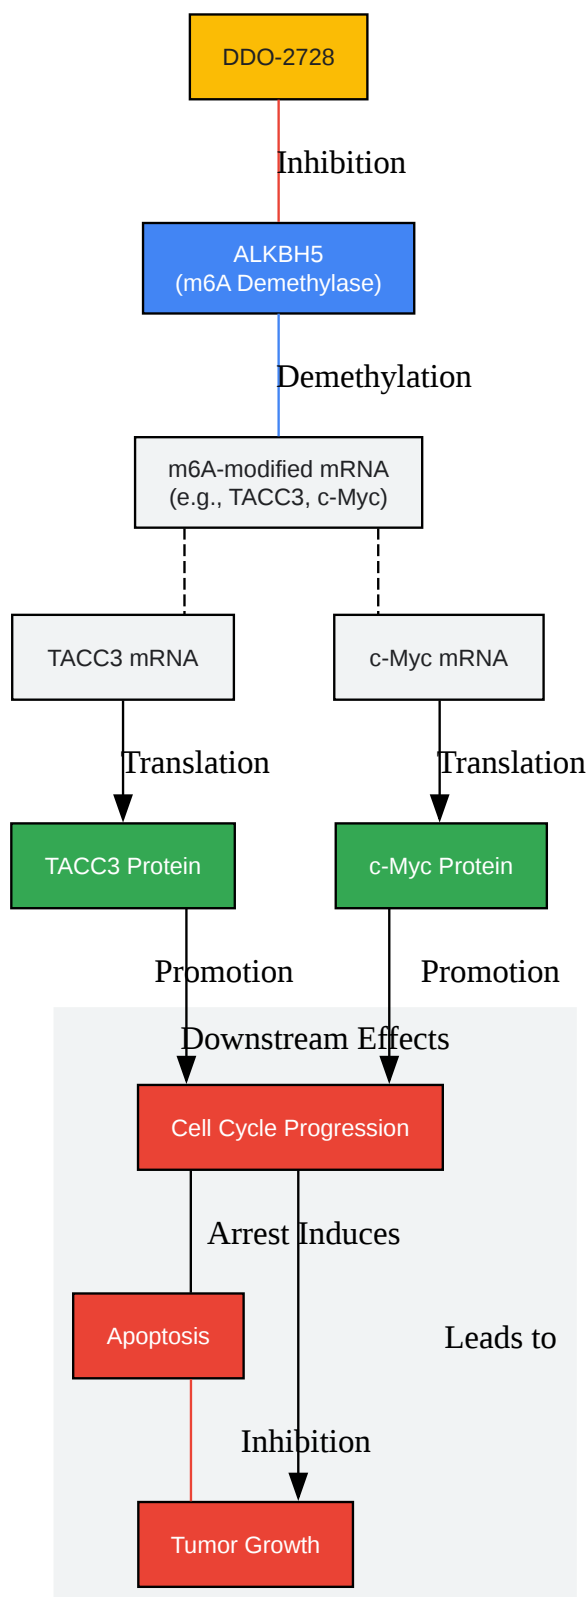 DDO-2728
Inhibition
ALKBH5
(m6A Demethylase)
Demethylation
m6A-modified mRNA
(e.g., TACC3, c-Myc)
TACC3 mRNA
c-Myc mRNA
Translation
Translation
TACC3 Protein
c-Myc Protein
Promotion
Promotion
Downstream Effects
Cell Cycle Progression
Arrest Induces
Apoptosis
Leads to
Inhibition
Tumor Growth